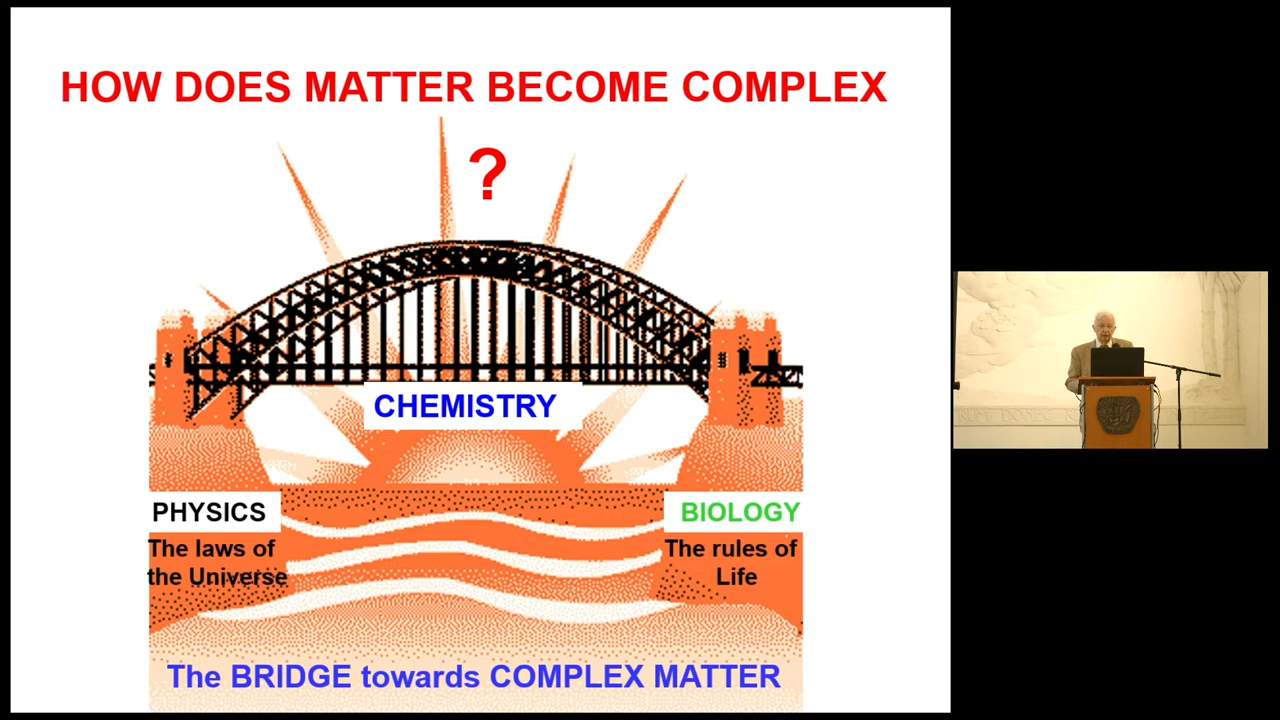 HOW DOES MATTER BECOME COMPLEX
?
CHEMISTRY
PHYSICS
The laws of
the Universe
BIOLOGY
The rules of
Life
The BRIDGE towards COMPLEX MATTER